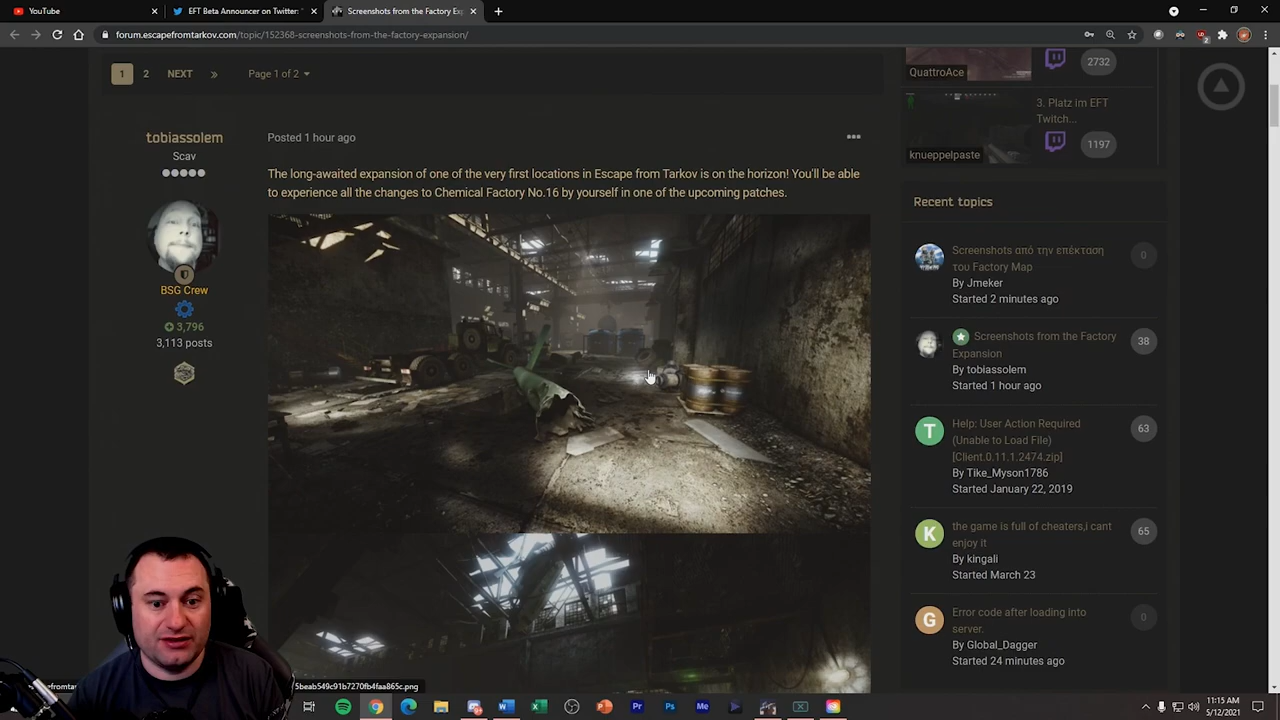 YouTube
EFT Beta Announcer on Twitter: "
Screenshots from the Factory Exp
forum.escapefromtarkov.com/topic/152368-screenshots-from-the-factory-expansion/
1 2 NEXT » Page 1 of 2
QuattroAce
2732
3. Platz im EFT
Twitch...
knueppelpaste
1197
tobiassolem
Scav
BSG Crew
3,796
3,113 posts
Posted 1 hour ago
The long-awaited expansion of one of the very first locations in Escape from Tarkov is on the horizon! You'll be able
to experience all the changes to Chemical Factory No.16 by yourself in one of the upcoming patches.
Recent topics
Screenshots από την επέκταση
του Factory Map
By Jmeker
Started 2 minutes ago
0
Screenshots from the Factory
Expansion
By tobiassolem
Started 1 hour ago
38
T
Help: User Action Required
(Unable to Load File)
[Client.0.11.1.2474.zip]
By Tike_Myson1786
Started January 22, 2019
63
K
the game is full of cheaters,i cant
enjoy it
By kingali
Started March 23
65
G
Error code after loading into
server.
By Global_Dagger
Started 24 minutes ago
0
5beab549c91b7270fb4faa865c.png
11:15 AM
5/12/2021